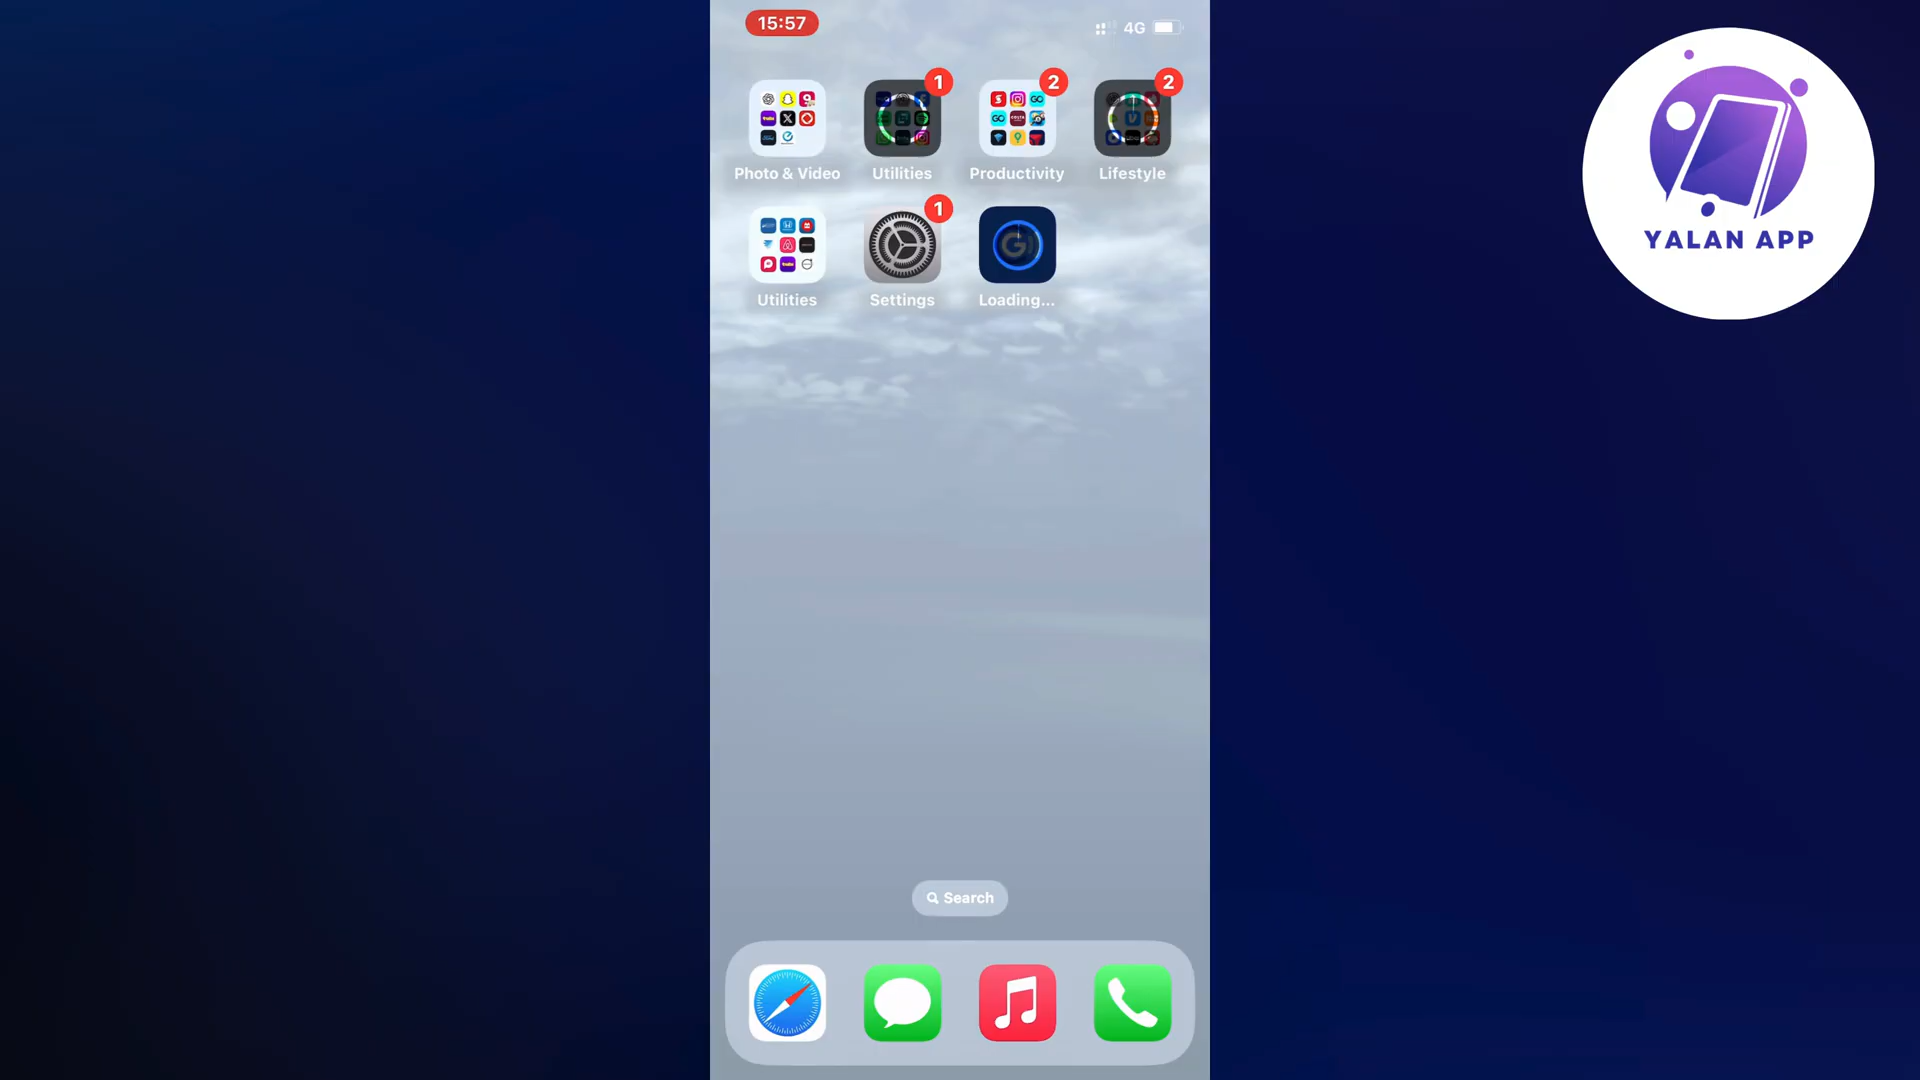 15:57
4G
1
2
2
Photo & Video
Utilities
Productivity
Lifestyle
1
Utilities
Settings
Loading...
Search
YALAN APP